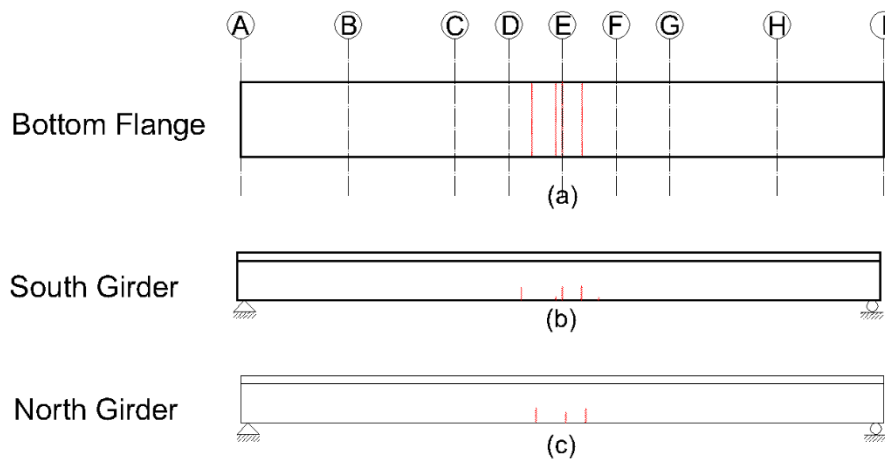 A B C D E F G H I
Bottom Flange
(a)
South Girder
(b)
North Girder
(c)